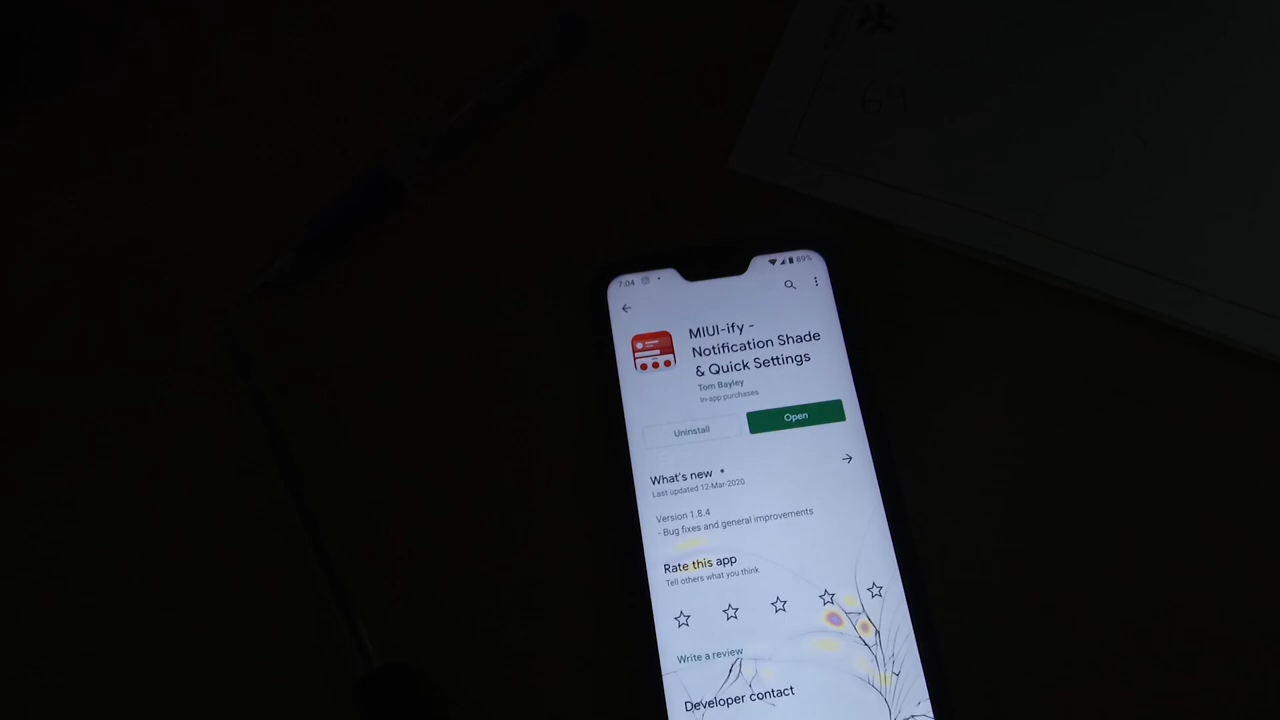 64
7:04
89%
MIUI-ify -
Notification Shade
& Quick Settings
Tom Bayley
In-app purchases
Uninstall
Open
What's new
Last updated 12-Mar-2020
Version 1.8.4
- Bug fixes and general improvements
Rate this app
Tell others what you think
Write a review
Developer contact